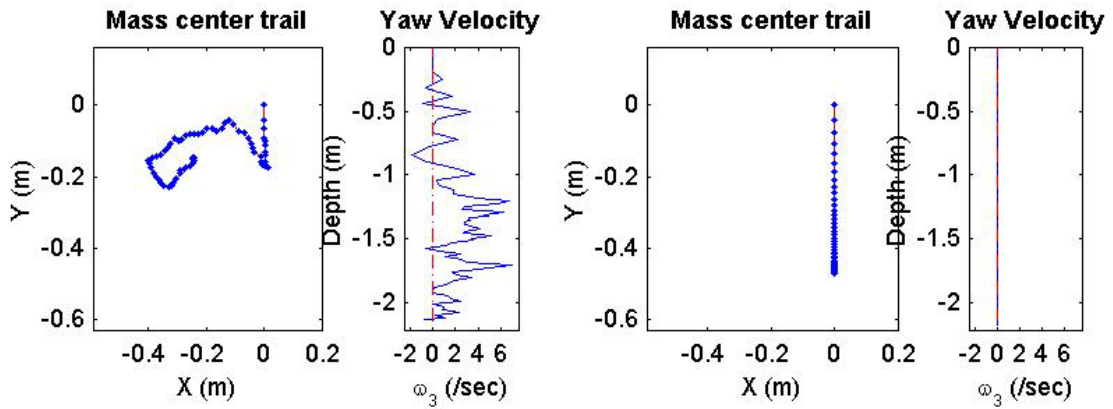 Mass center trail
Yaw Velocity
Mass center trail
Yaw Velocity
0
-0.2
-0.4
-0.6
Y (m)
-0.4 -0.2 0 0.2
X (m)
0
-0.5
-1
-1.5
-2
Depth (m)
-2 0 2 4 6
ω_3 (/sec)
0
-0.2
-0.4
-0.6
Y (m)
-0.4 -0.2 0 0.2
X (m)
0
-0.5
-1
-1.5
-2
Depth (m)
-2 0 2 4 6
ω_3 (/sec)